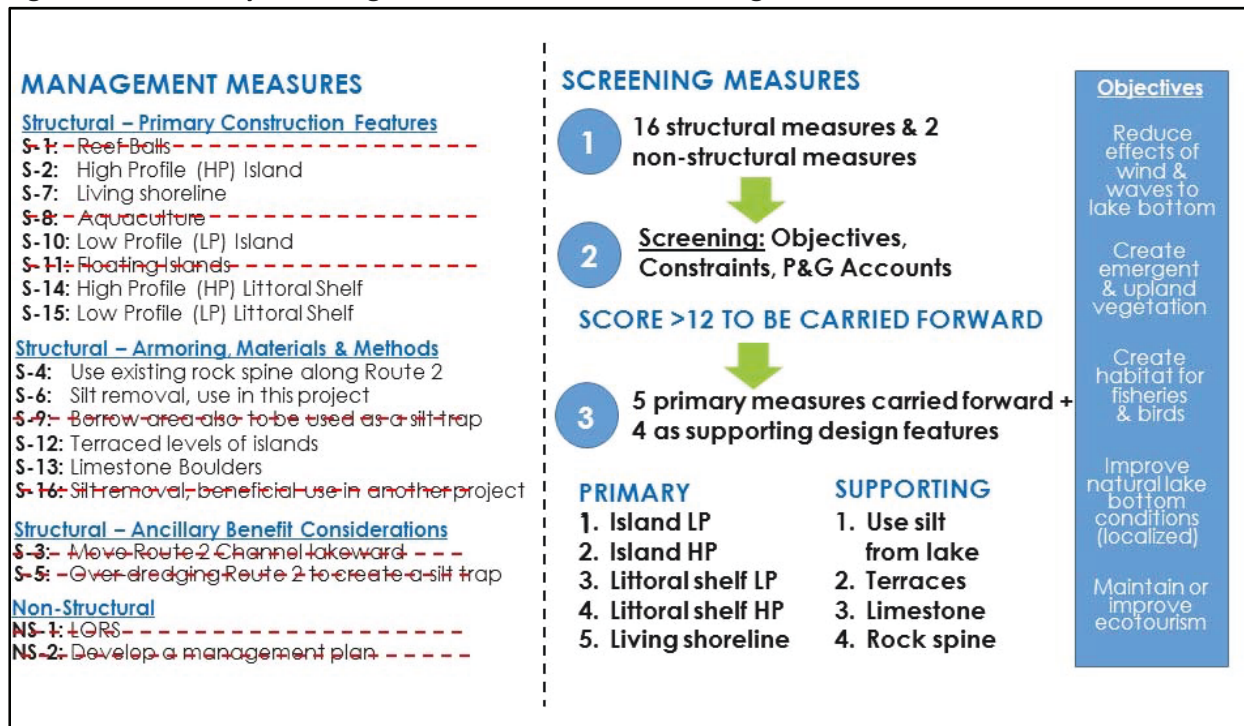 MANAGEMENT MEASURES
Structural – Primary Construction Features
S-1: Reef Balls
S-2: High Profile (HP) Island
S-7: Living shoreline
S-8: Aquaculture
S-10: Low Profile (LP) Island
S-11: Floating Islands
S-14: High Profile (HP) Littoral Shelf
S-15: Low Profile (LP) Littoral Shelf
Structural – Armoring, Materials & Methods
S-4: Use existing rock spine along Route 2
S-6: Silt removal, use in this project
S-9: Borrow area also to be used as a silt trap
S-12: Terraced levels of islands
S-13: Limestone Boulders
S-16: Silt removal, beneficial use in another project
Structural – Ancillary Benefit Considerations
S-3: Move Route 2 Channel lakeward
S-5: Over-dredging Route 2 to create a silt trap
Non-Structural
NS-1: LORS
NS-2: Develop a management plan
SCREENING MEASURES
1
16 structural measures & 2
non-structural measures
2
Screening: Objectives,
Constraints, P&G Accounts
SCORE >12 TO BE CARRIED FORWARD
3
5 primary measures carried forward +
4 as supporting design features
PRIMARY
1. Island LP
2. Island HP
3. Littoral shelf LP
4. Littoral shelf HP
5. Living shoreline
SUPPORTING
1. Use silt
from lake
2. Terraces
3. Limestone
4. Rock spine
Objectives
Reduce
effects of
wind &
waves to
lake bottom
Create
emergent
& upland
vegetation
Create
habitat for
fisheries
& birds
Improve
natural lake
bottom
conditions
(localized)
Maintain or
improve
ecotourism